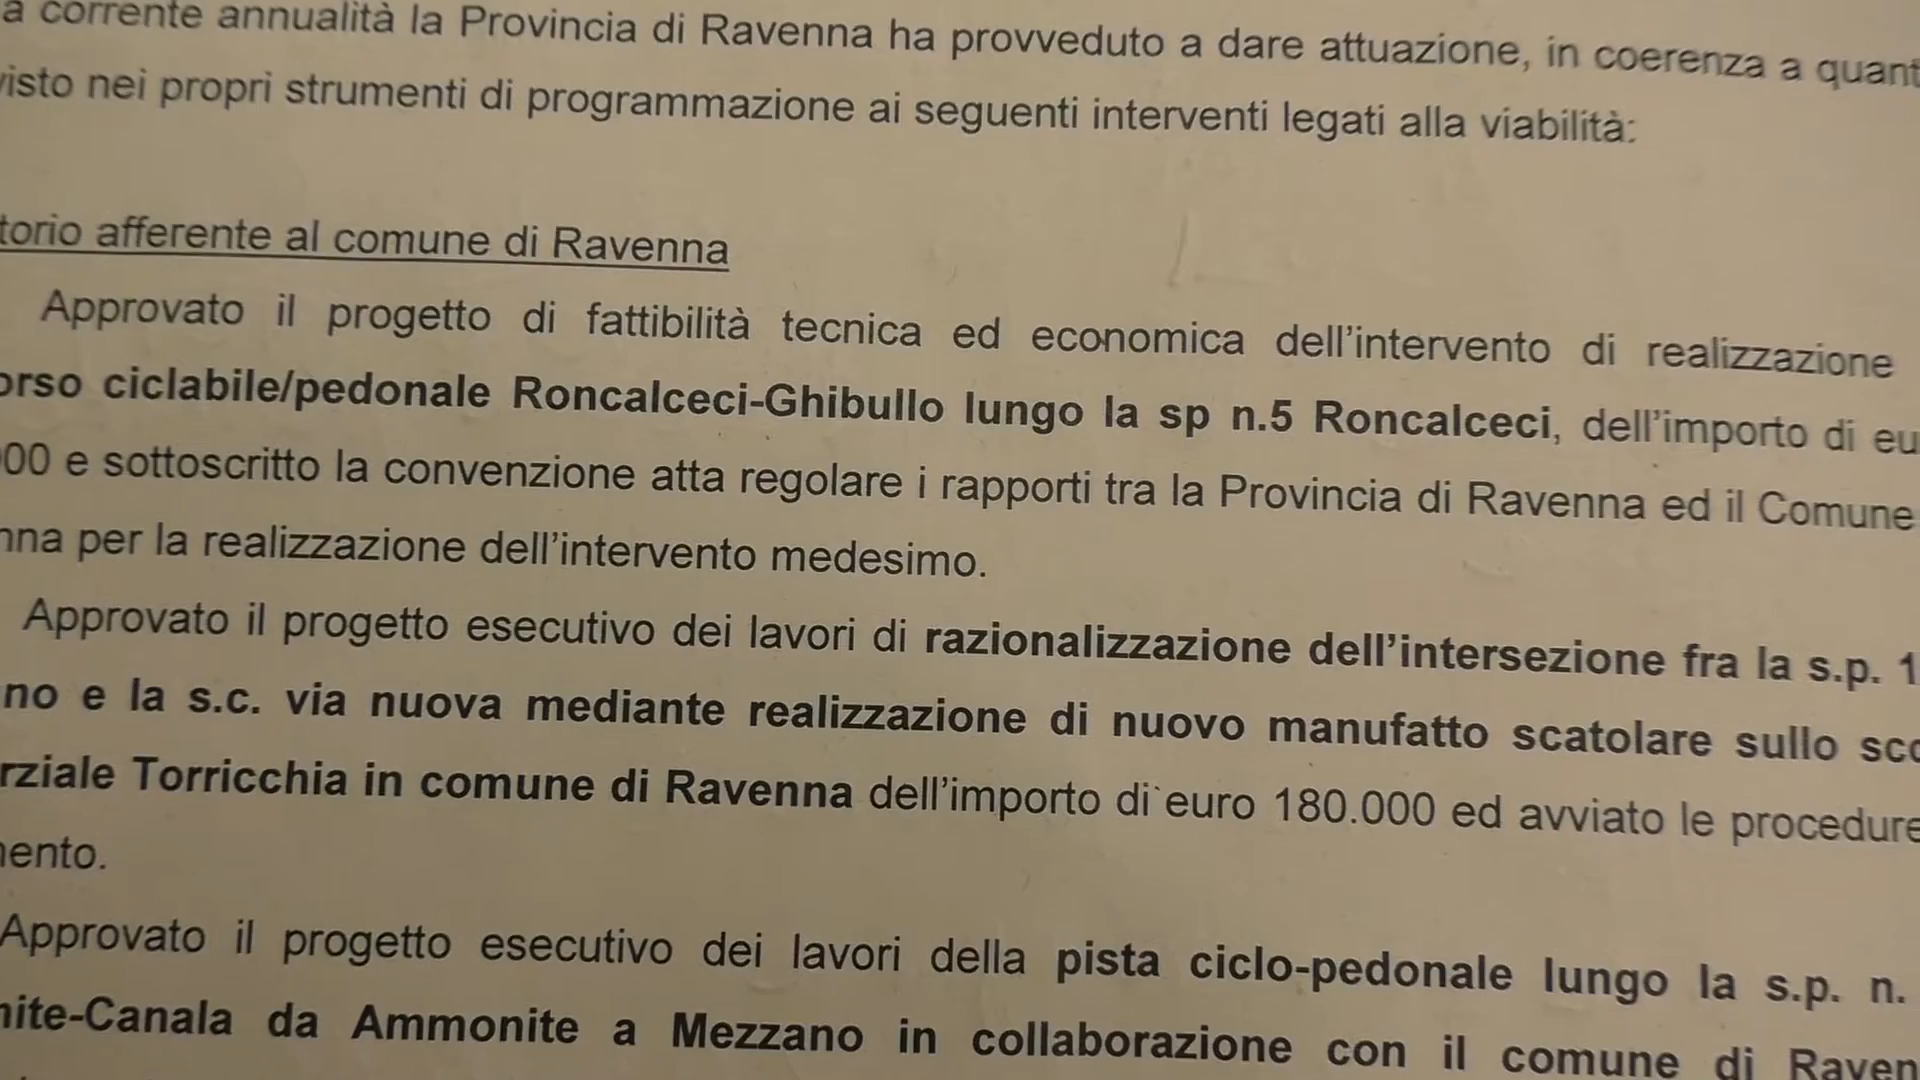 a corrente annualità la Provincia di Ravenna ha provveduto a dare attuazione, in coerenza a quant
visto nei propri strumenti di programmazione ai seguenti interventi legati alla viabilità:
torio afferente al comune di Ravenna
Approvato il progetto di fattibilità tecnica ed economica dell'intervento di realizzazione
orso ciclabile/pedonale Roncalceci-Ghibullo lungo la sp n.5 Roncalceci, dell'importo di eu
00 e sottoscritto la convenzione atta regolare i rapporti tra la Provincia di Ravenna ed il Comune
nna per la realizzazione dell'intervento medesimo.
Approvato il progetto esecutivo dei lavori di razionalizzazione dell'intersezione fra la s.p. 1
no e la s.c. via nuova mediante realizzazione di nuovo manufatto scatolare sullo sco
rziale Torricchia in comune di Ravenna dell'importo di euro 180.000 ed avviato le procedure
mento.
Approvato il progetto esecutivo dei lavori della pista ciclo-pedonale lungo la s.p. n.
nite-Canala da Ammonite a Mezzano in collaborazione con il comune di Raven